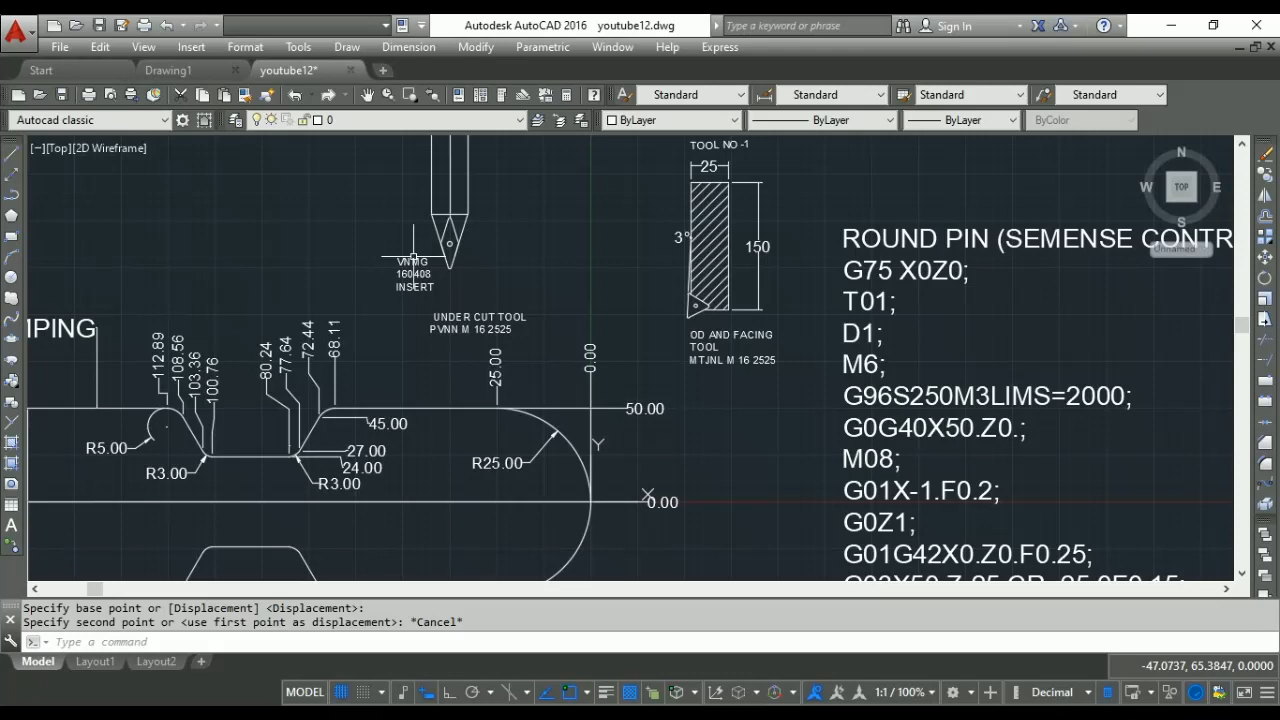 Autodesk AutoCAD 2016 youtube12.dwg
Type a keyword or phrase
Sign In
File Edit View Insert Format Tools Draw Dimension Modify Parametric Window Help Express
Start Drawing1 youtube12*
Standard Standard Standard Standard
Autocad classic 0 ByLayer ByLayer ByLayer ByColor
[−][Top][2D Wireframe]
N
W TOP E
S
Unnamed
TOOL NO -1
25
3°
150
VNMG
160408
INSERT
UNDER CUT TOOL
PVNN M 16 2525
OD AND FACING
TOOL
MTJNL M 16 2525
IPING
112.89
108.56
103.36
100.76
80.24
77.64
72.44
68.11
25.00
0.00
50.00
45.00
27.00
24.00
R5.00
R3.00
R3.00
R25.00
Y
X
0.00
ROUND PIN (SEMENSE CONTR
G75 X0Z0;
T01;
D1;
M6;
G96S250M3LIMS=2000;
G0G40X50.Z0.;
M08;
G01X-1.F0.2;
G0Z1;
G01G42X0.Z0.F0.25;
Specify base point or [Displacement] <Displacement>:
Specify second point or <use first point as displacement>: *Cancel*
Type a command
Model Layout1 Layout2
-47.0737, 65.3847, 0.0000
MODEL 1:1 / 100% Decimal